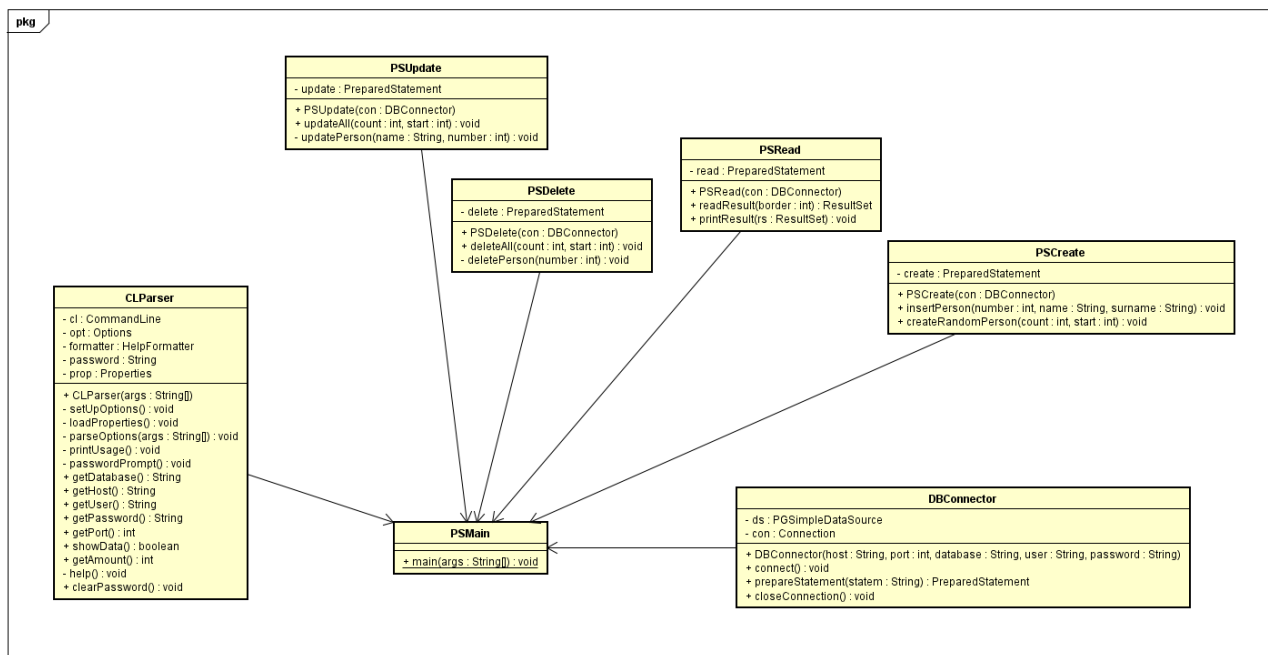 pkg
PSUpdate
- update : PreparedStatement
+ PSUpdate(con : DBConnector)
+ updateAll(count : int, start : int) : void
- updatePerson(name : String, number : int) : void
PSDelete
- delete : PreparedStatement
+ PSDelete(con : DBConnector)
+ deleteAll(count : int, start : int) : void
- deletePerson(number : int) : void
PSRead
- read : PreparedStatement
+ PSRead(con : DBConnector)
+ readResult(border : int) : ResultSet
+ printResult(rs : ResultSet) : void
PSCreate
- create : PreparedStatement
+ PSCreate(con : DBConnector)
+ insertPerson(number : int, name : String, surname : String) : void
+ createRandomPerson(count : int, start : int) : void
CLParser
- cl : CommandLine
- opt : Options
- formatter : HelpFormatter
- password : String
- prop : Properties
+ CLParser(args : String[])
- setUpOptions() : void
- loadProperties() : void
- parseOptions(args : String[]) : void
- printUsage() : void
- passwordPrompt() : void
+ getDatabase() : String
+ getHost() : String
+ getUser() : String
+ getPassword() : String
+ getPort() : int
+ showData() : boolean
+ getAmount() : int
- help() : void
+ clearPassword() : void
PSMain
+ main(args : String[]) : void
DBConnector
- ds : PGSimpleDataSource
- con : Connection
+ DBConnector(host : String, port : int, database : String, user : String, password : String)
+ connect() : void
+ prepareStatement(statem : String) : PreparedStatement
+ closeConnection() : void